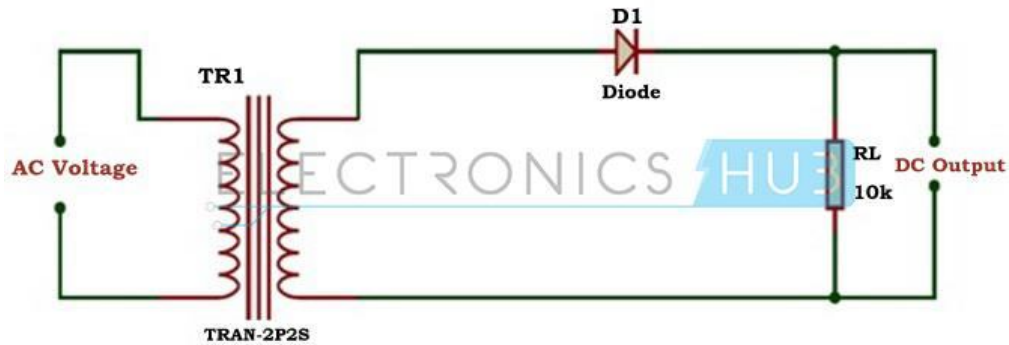 D1
TR1
Diode
AC Voltage
ELECTRONICS HUB
RL
10k
DC Output
TRAN-2P2S